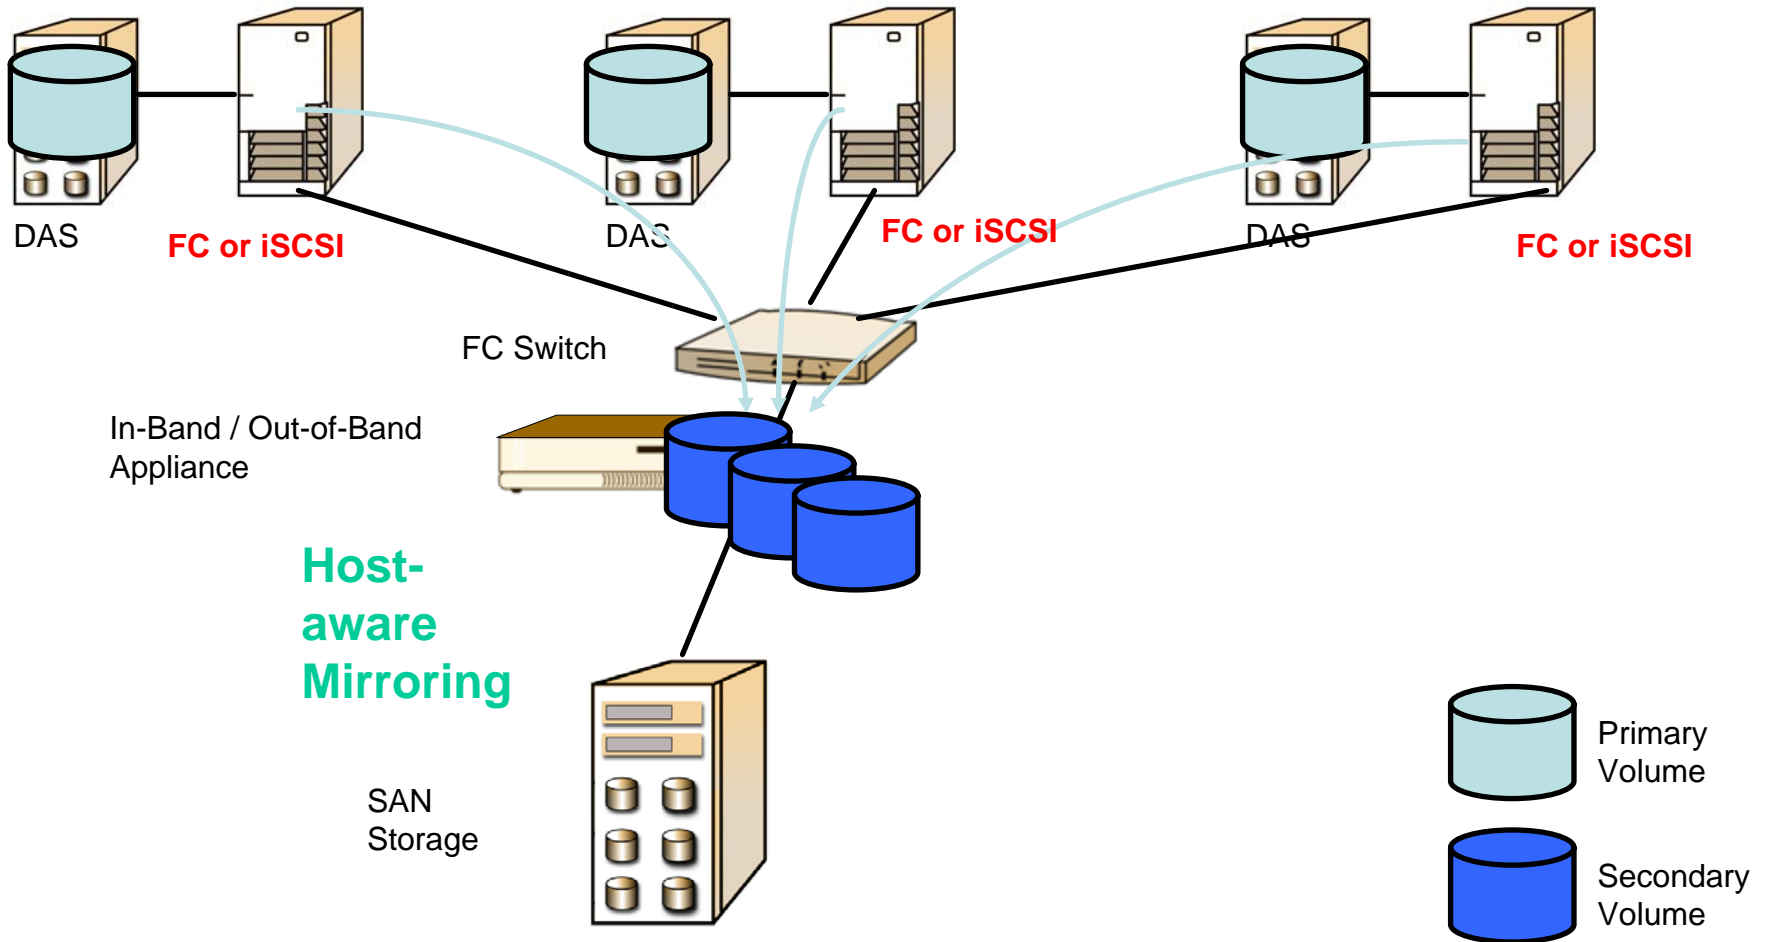 DAS
FC or iSCSI
DAS
FC or iSCSI
DAS
FC or iSCSI
FC Switch
In-Band / Out-of-Band
Appliance
Host-
aware
Mirroring
SAN
Storage
Primary
Volume
Secondary
Volume